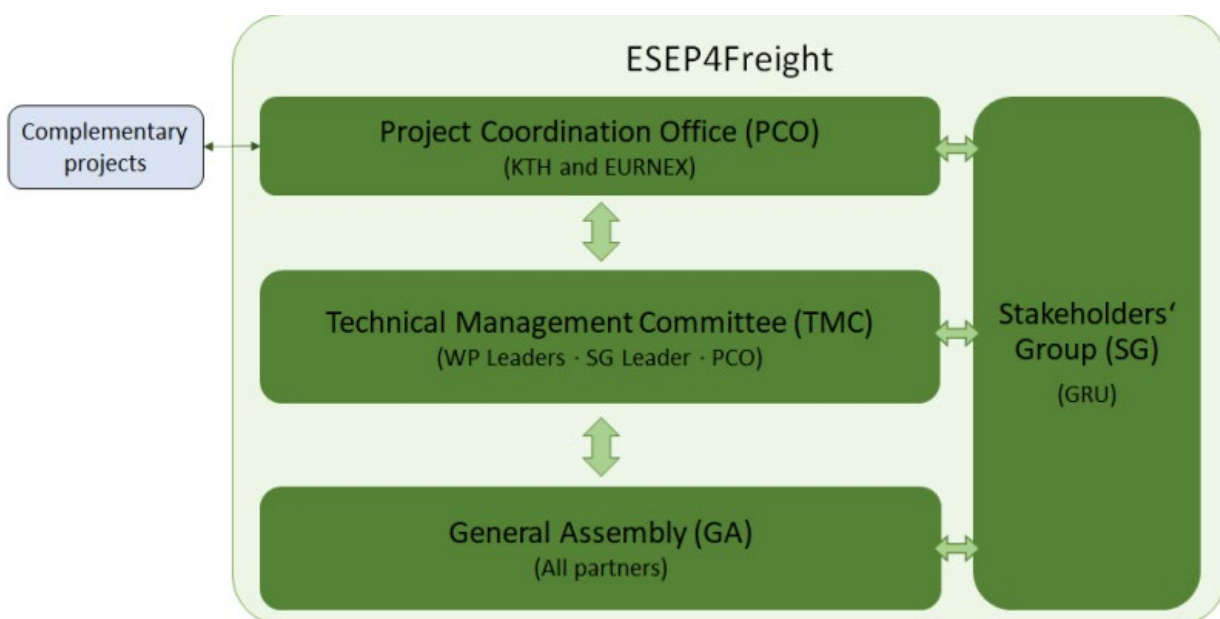 ESEP4Freight
Complementary
projects
Project Coordination Office (PCO)
(KTH and EURNEX)
Technical Management Committee (TMC)
(WP Leaders · SG Leader · PCO)
General Assembly (GA)
(All partners)
Stakeholders‘
Group (SG)
(GRU)